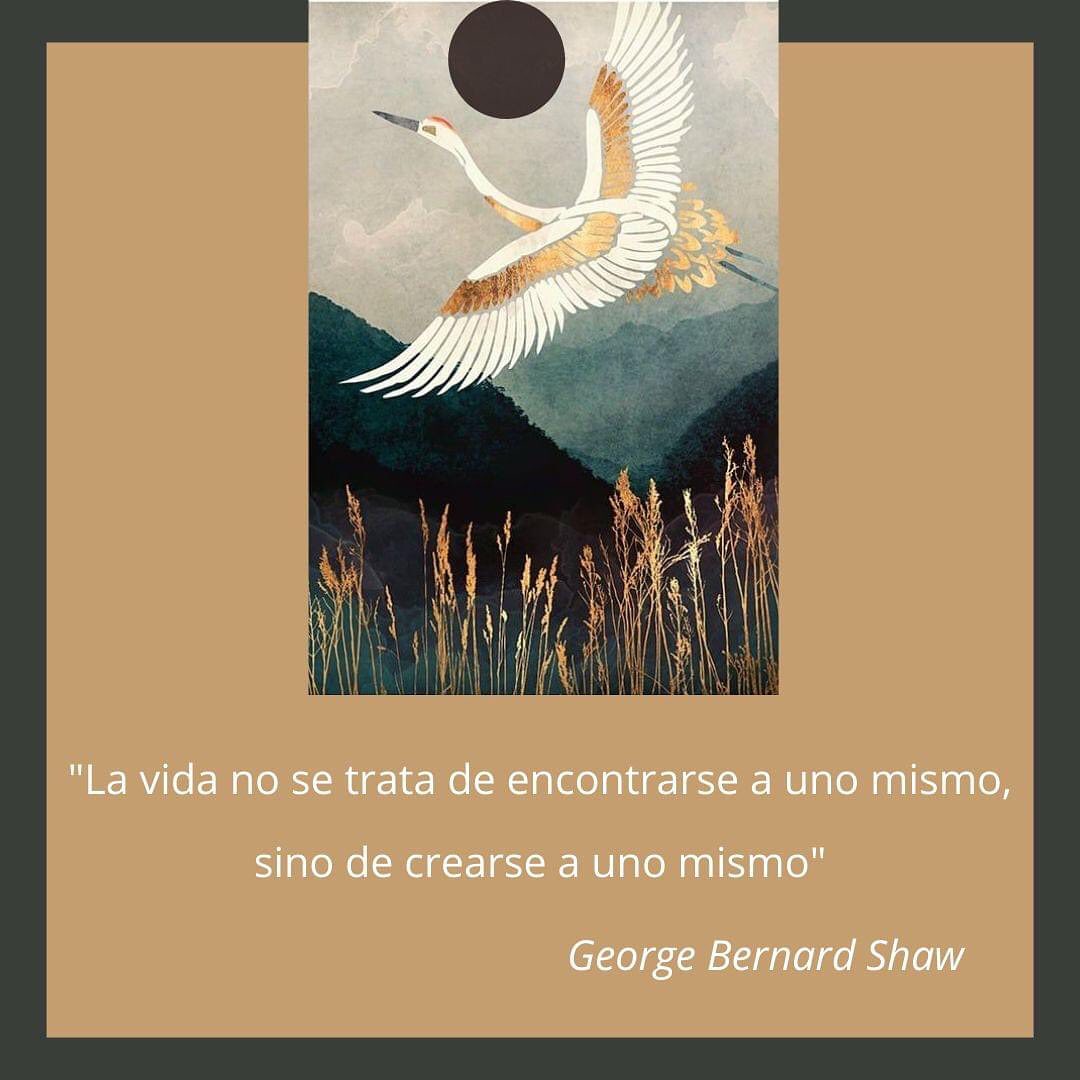 "La vida no se trata de encontrarse a uno mismo,
sino de crearse a uno mismo"
George Bernard Shaw